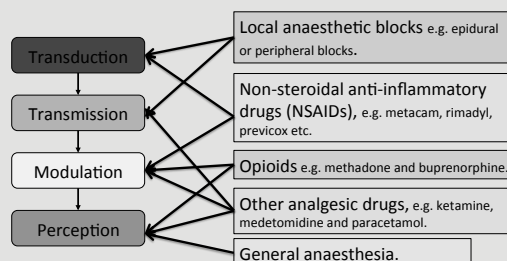 Transduction
Transmission
Modulation
Perception
Local anaesthetic blocks e.g. epidural
or peripheral blocks.
Non-steroidal anti-inflammatory
drugs (NSAIDs), e.g. metacam, rimadyl,
previcox etc.
Opioids e.g. methadone and buprenorphine.
Other analgesic drugs, e.g. ketamine,
medetomidine and paracetamol.
General anaesthesia.